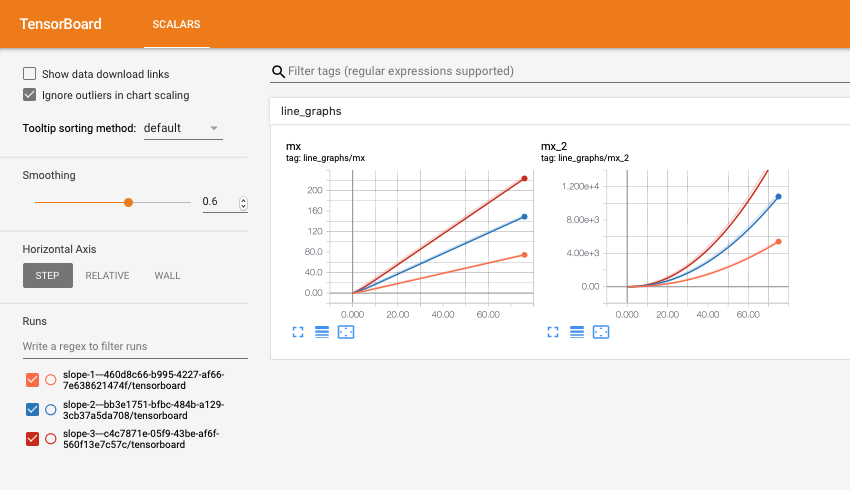 TensorBoard
SCALARS
Show data download links
Ignore outliers in chart scaling
Tooltip sorting method: default
Smoothing
0.6
Horizontal Axis
STEP RELATIVE WALL
Runs
Write a regex to filter runs
slope-1---460d8c66-b995-4227-af66-
7e638621474f/tensorboard
slope-2---bb3e1751-bfbc-484b-a129-
3cb37a5da708/tensorboard
slope-3---c4c7871e-05f9-43be-af6f-
560f13e7c57c/tensorboard
Filter tags (regular expressions supported)
line_graphs
mx
tag: line_graphs/mx
200
160
120
80.0
40.0
0.00
0.000 20.00 40.00 60.00
mx_2
tag: line_graphs/mx_2
1.200e+4
8.00e+3
4.00e+3
0.00
0.000 20.00 40.00 60.00